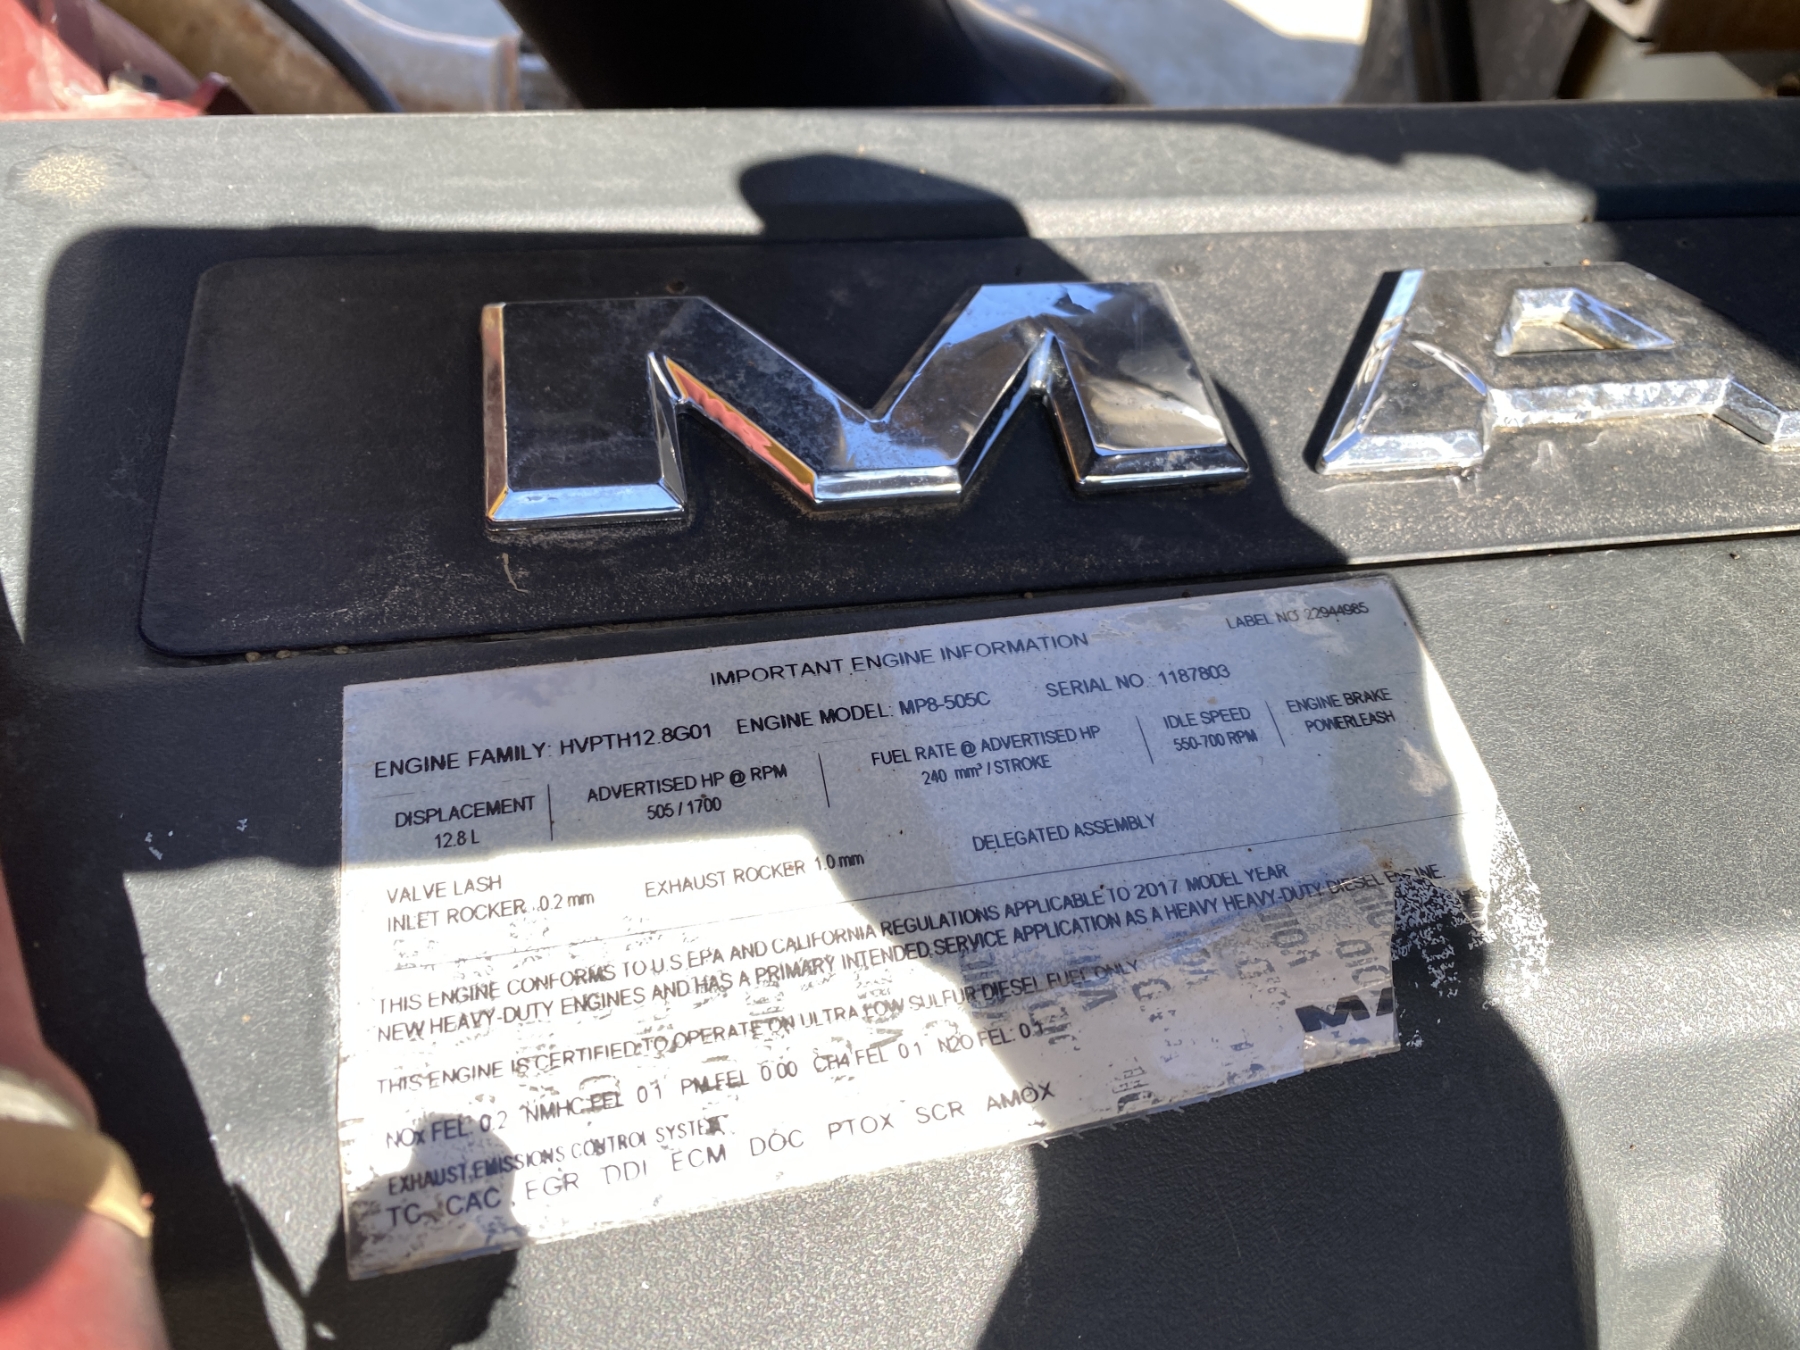 MA
IMPORTANT ENGINE INFORMATION
LABEL NO 22944985
ENGINE FAMILY: HVPTH12.8G01 ENGINE MODEL: MP8-505C SERIAL NO. 1187803
DISPLACEMENT ADVERTISED HP @ RPM FUEL RATE @ ADVERTISED HP IDLE SPEED ENGINE BRAKE
12.8 L 505 / 1700 240 mm³ / STROKE 550-700 RPM POWERLEASH
VALVE LASH
INLET ROCKER 0.2 mm EXHAUST ROCKER 1.0 mm DELEGATED ASSEMBLY
THIS ENGINE CONFORMS TO U S EPA AND CALIFORNIA REGULATIONS APPLICABLE TO 2017 MODEL YEAR
NEW HEAVY-DUTY ENGINES AND HAS A PRIMARY INTENDED SERVICE APPLICATION AS A HEAVY HEAVY-DUTY DIESEL ENGINE
THIS ENGINE IS CERTIFIED TO OPERATE ON ULTRA LOW SULFUR DIESEL FUEL ONLY
NOx FEL: 0.2 NMHC FEL 0 1 PM FEL 0 00 CH4 FEL 0 1 N2O FEL: 0.1
EXHAUST EMISSIONS CONTROL SYSTEM
TC CAC EGR DDI ECM DOC PTOX SCR AMOX
MA